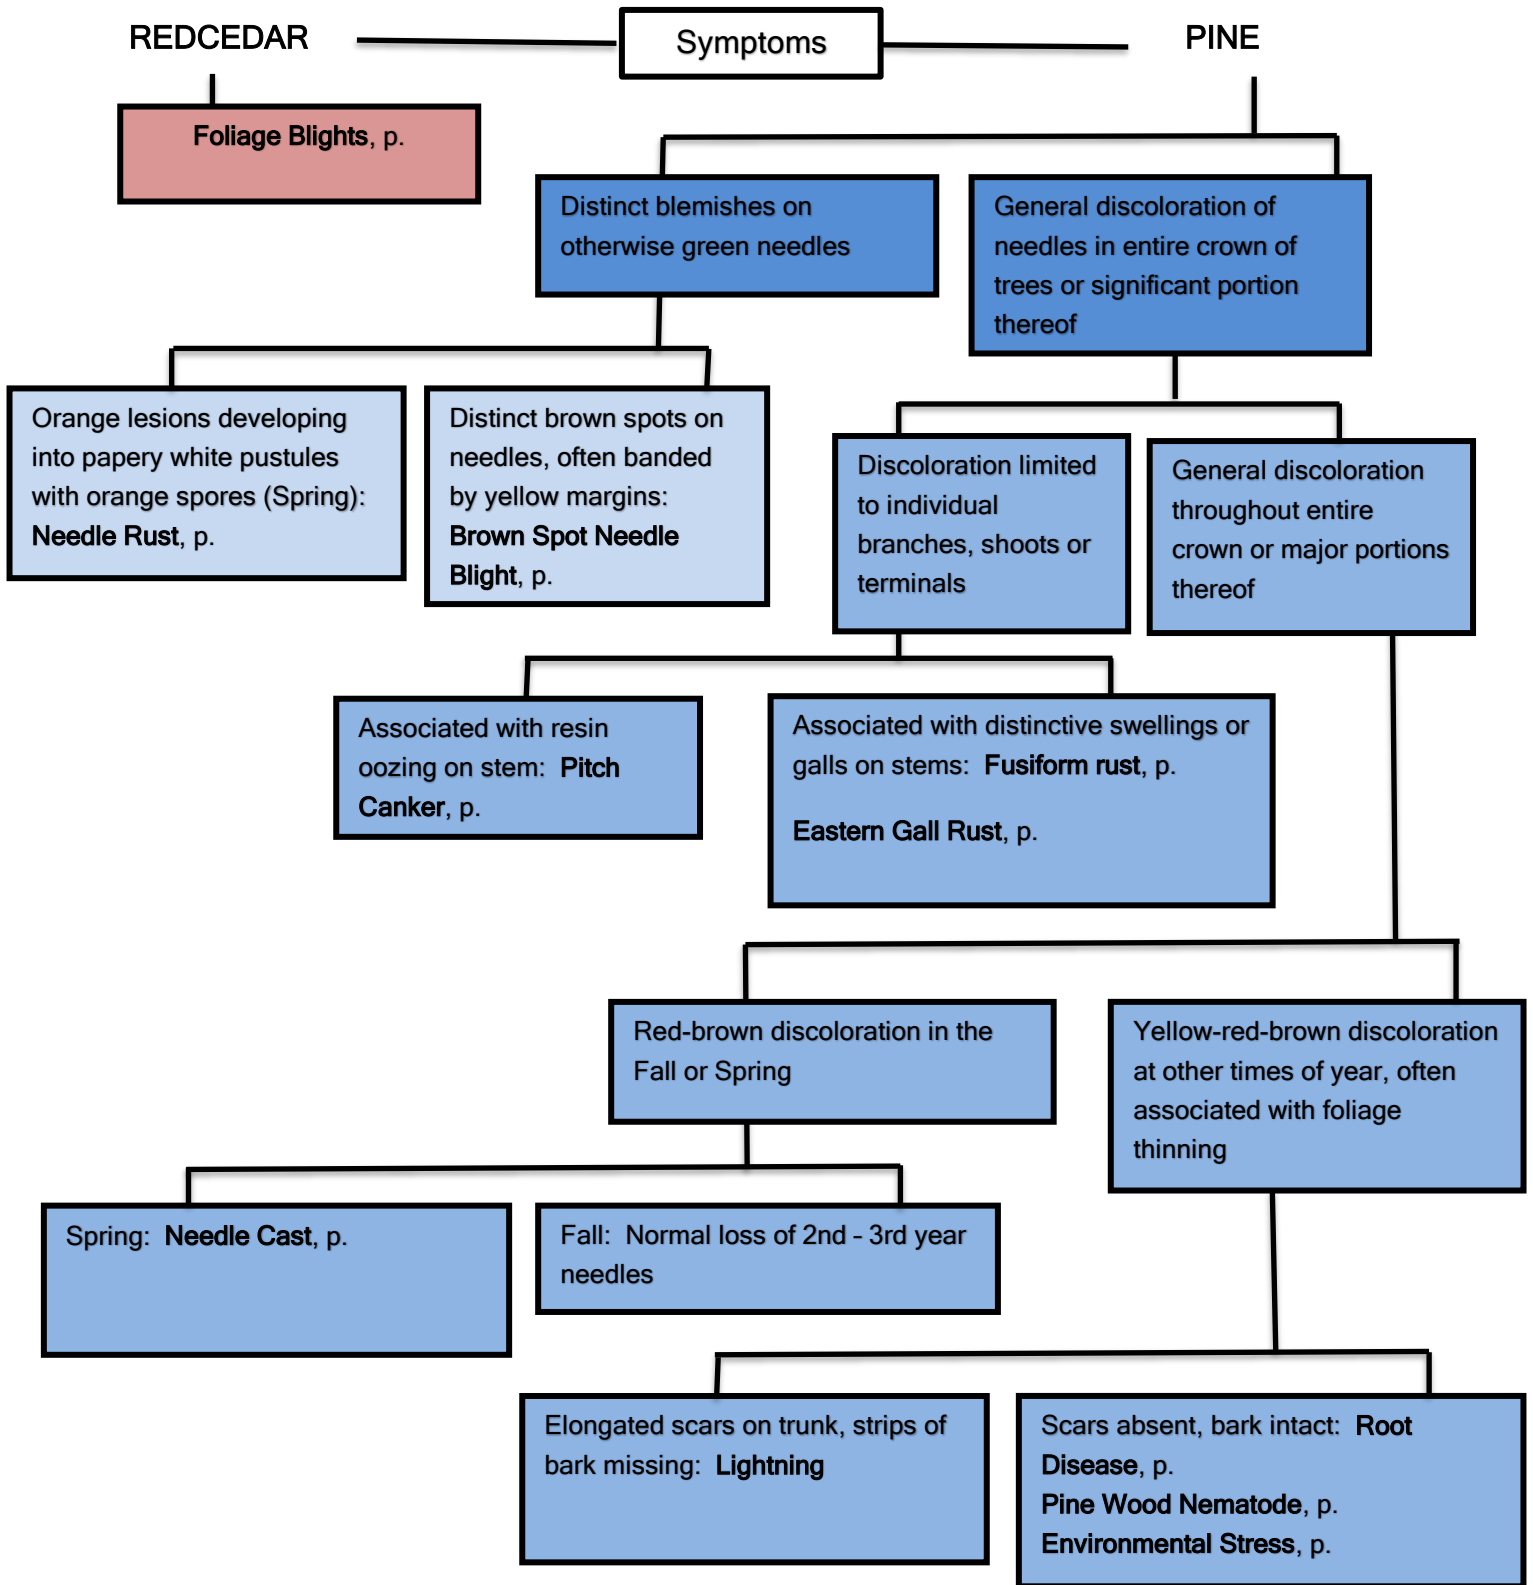 REDCEDAR
Symptoms
PINE
Foliage Blights, p.
Distinct blemishes on
otherwise green needles
General discoloration of
needles in entire crown of
trees or significant portion
thereof
Orange lesions developing
into papery white pustules
with orange spores (Spring):
Needle Rust, p.
Distinct brown spots on
needles, often banded
by yellow margins:
Brown Spot Needle
Blight, p.
Discoloration limited
to individual
branches, shoots or
terminals
General discoloration
throughout entire
crown or major portions
thereof
Associated with resin
oozing on stem: Pitch
Canker, p.
Associated with distinctive swellings or
galls on stems: Fusiform rust, p.
Eastern Gall Rust, p.
Red-brown discoloration in the
Fall or Spring
Yellow-red-brown discoloration
at other times of year, often
associated with foliage
thinning
Spring: Needle Cast, p.
Fall: Normal loss of 2nd - 3rd year
needles
Elongated scars on trunk, strips of
bark missing: Lightning
Scars absent, bark intact: Root
Disease, p.
Pine Wood Nematode, p.
Environmental Stress, p.